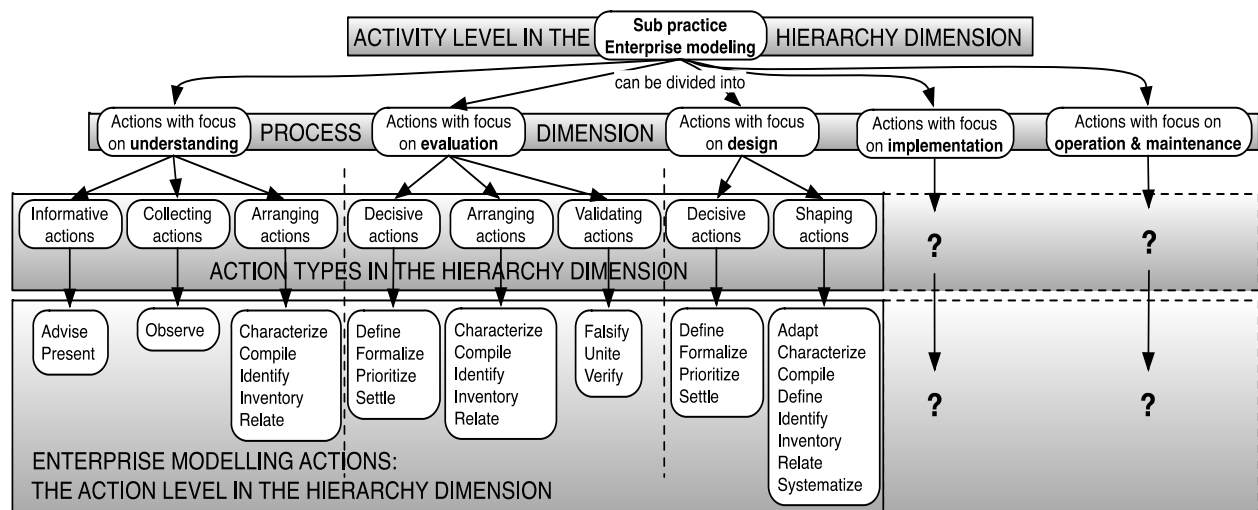 ACTIVITY LEVEL IN THE
Sub practice
Enterprise modeling
HIERARCHY DIMENSION
can be divided into
Actions with focus
on understanding
PROCESS
Actions with focus
on evaluation
DIMENSION
Actions with focus
on design
Actions with focus
on implementation
Actions with focus on
operation & maintenance
Informative
actions
Collecting
actions
Arranging
actions
Decisive
actions
Arranging
actions
Validating
actions
Decisive
actions
Shaping
actions
?
?
ACTION TYPES IN THE HIERARCHY DIMENSION
Advise
Present
Observe
Characterize
Compile
Identify
Inventory
Relate
Define
Formalize
Prioritize
Settle
Characterize
Compile
Identify
Inventory
Relate
Falsify
Unite
Verify
Define
Formalize
Prioritize
Settle
Adapt
Characterize
Compile
Define
Identify
Inventory
Relate
Systematize
?
?
ENTERPRISE MODELLING ACTIONS:
THE ACTION LEVEL IN THE HIERARCHY DIMENSION